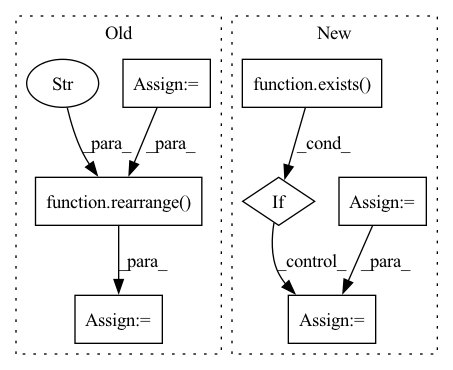 Old
New
Str
Assign:=
function.exists()
_para_
_para_
_cond_
function.rearrange()
If
Assign:=
_para_
_control_
_para_
Assign:=
Assign:=